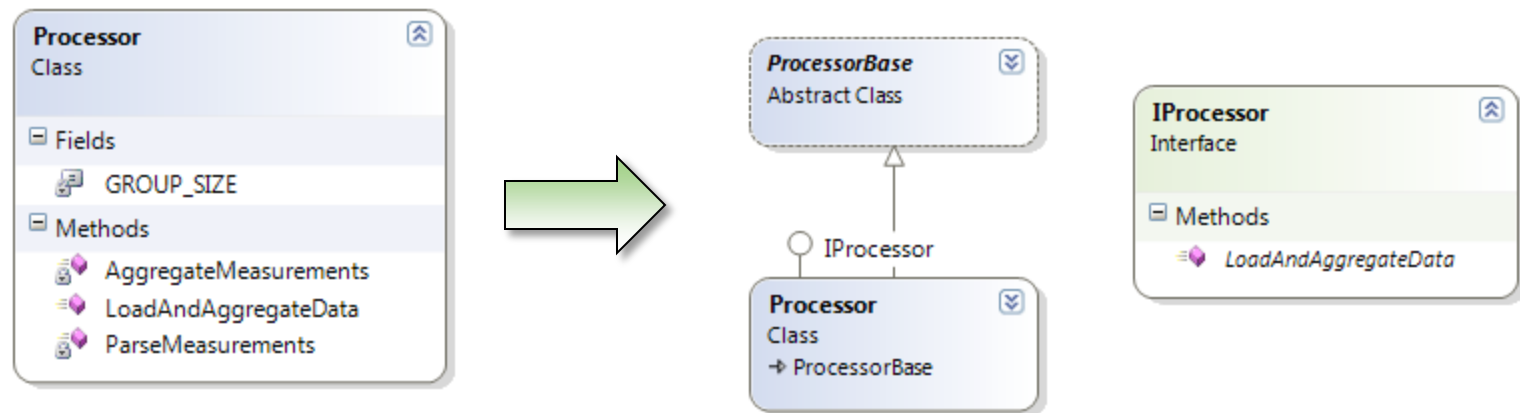 Processor
Class
Fields
GROUP_SIZE
Methods
AggregateMeasurements
LoadAndAggregateData
ParseMeasurements
ProcessorBase
Abstract Class
IProcessor
Processor
Class
ProcessorBase
IProcessor
Interface
Methods
LoadAndAggregateData